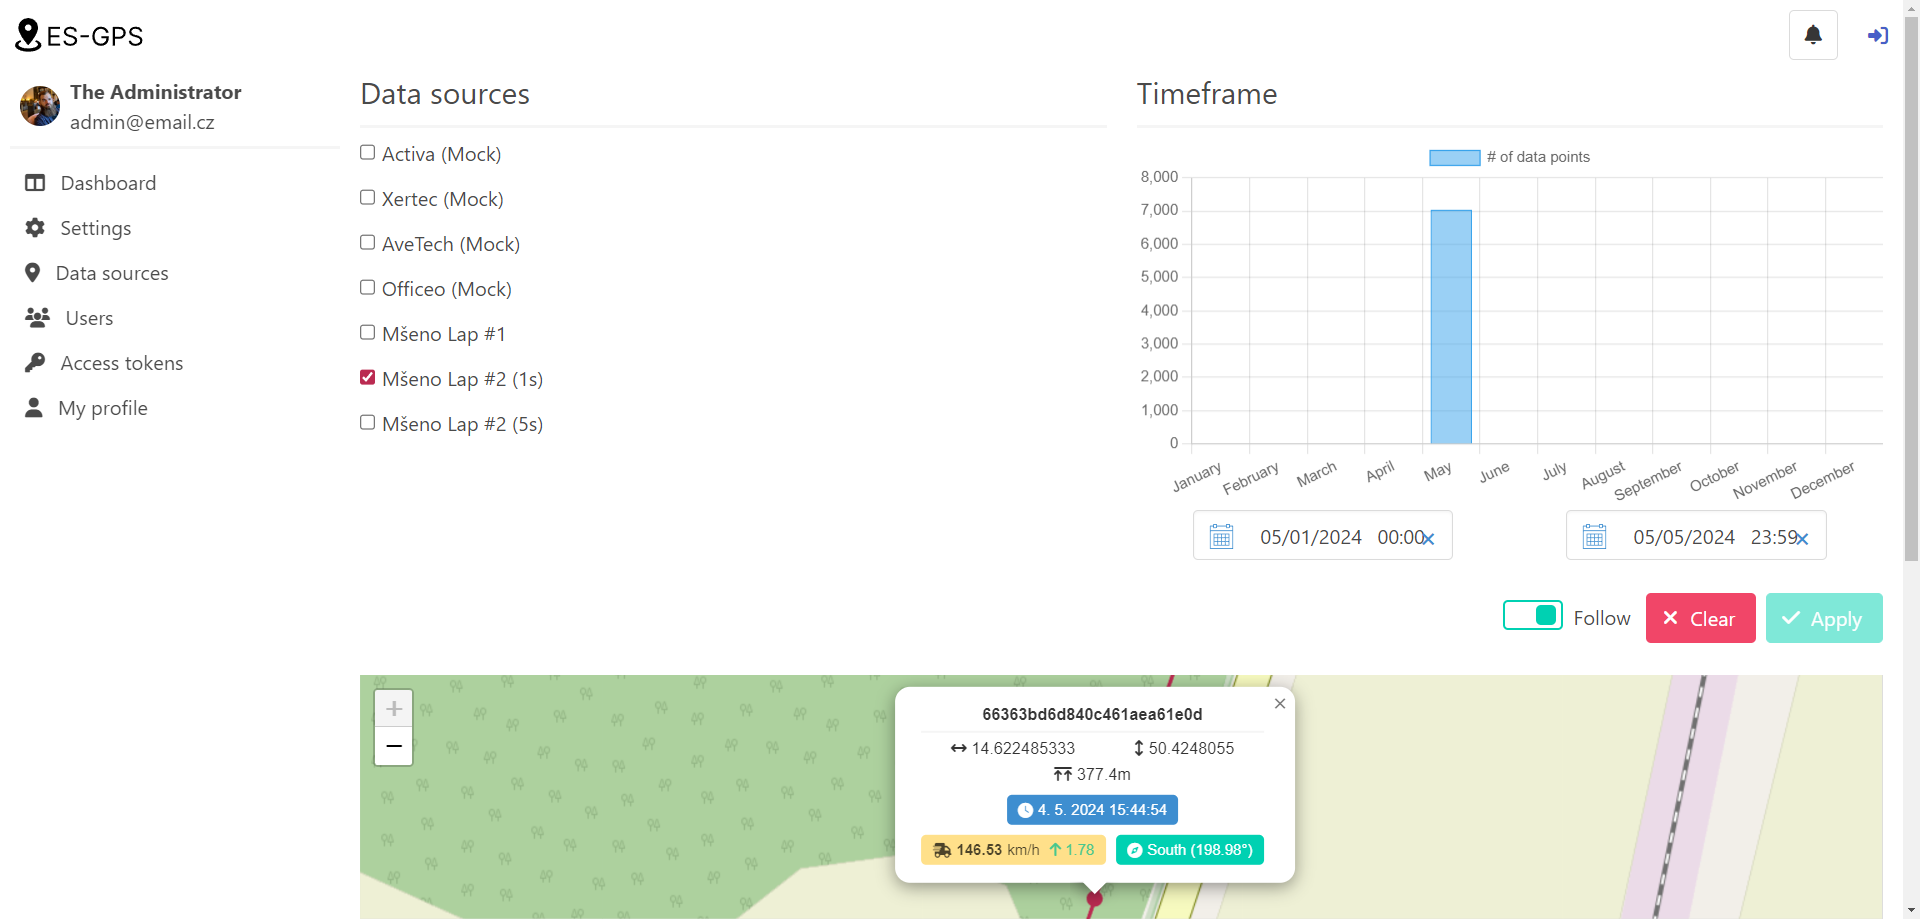 ES-GPS
The Administrator
admin@email.cz
Dashboard
Settings
Data sources
Users
Access tokens
My profile
Data sources
Activa (Mock)
Xertec (Mock)
AveTech (Mock)
Officeo (Mock)
Mšeno Lap #1
Mšeno Lap #2 (1s)
Mšeno Lap #2 (5s)
Timeframe
# of data points
8,000
7,000
6,000
5,000
4,000
3,000
2,000
1,000
0
January February March April May June July August September October November December
05/01/2024 00:00
05/05/2024 23:59
Follow
Clear
Apply
+
−
66363bd6d840c461aea61e0d
14.622485333 50.4248055
377.4m
4. 5. 2024 15:44:54
146.53 km/h 1.78
South (198.98°)